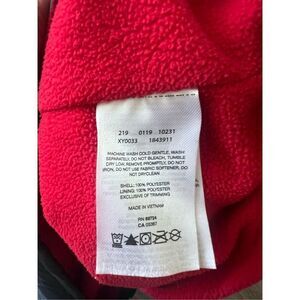 219 0119 10231
XY0033 1843911
MACHINE WASH COLD GENTLE, WASH
SEPARATELY, DO NOT BLEACH, TUMBLE
DRY LOW, REMOVE PROMPTLY, DO NOT
IRON, DO NOT USE FABRIC SOFTENER, DO
NOT DRYCLEAN
SHELL: 100% POLYESTER
LINING: 100% POLYESTER
EXCLUSIVE OF TRIMMING
MADE IN VIETNAM
RN 69724
CA 05367